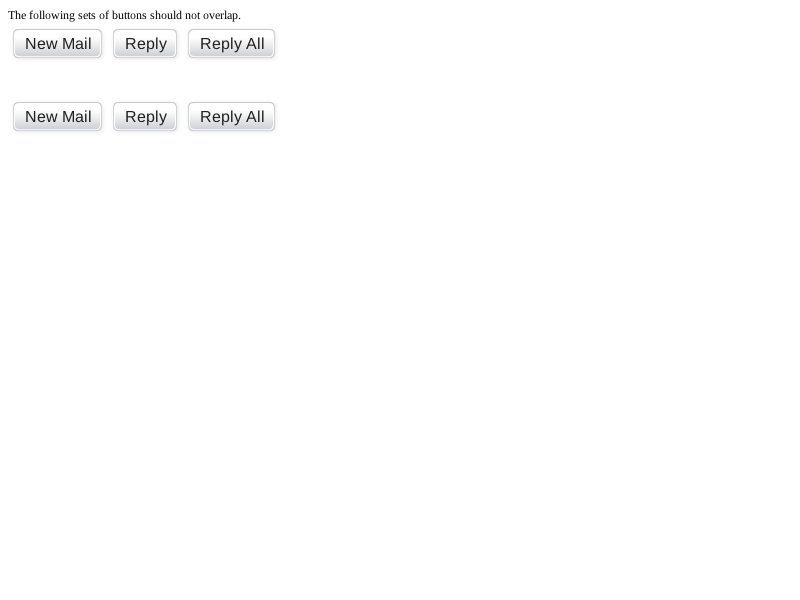 The following sets of buttons should not overlap.
New Mail Reply Reply All
New Mail Reply Reply All